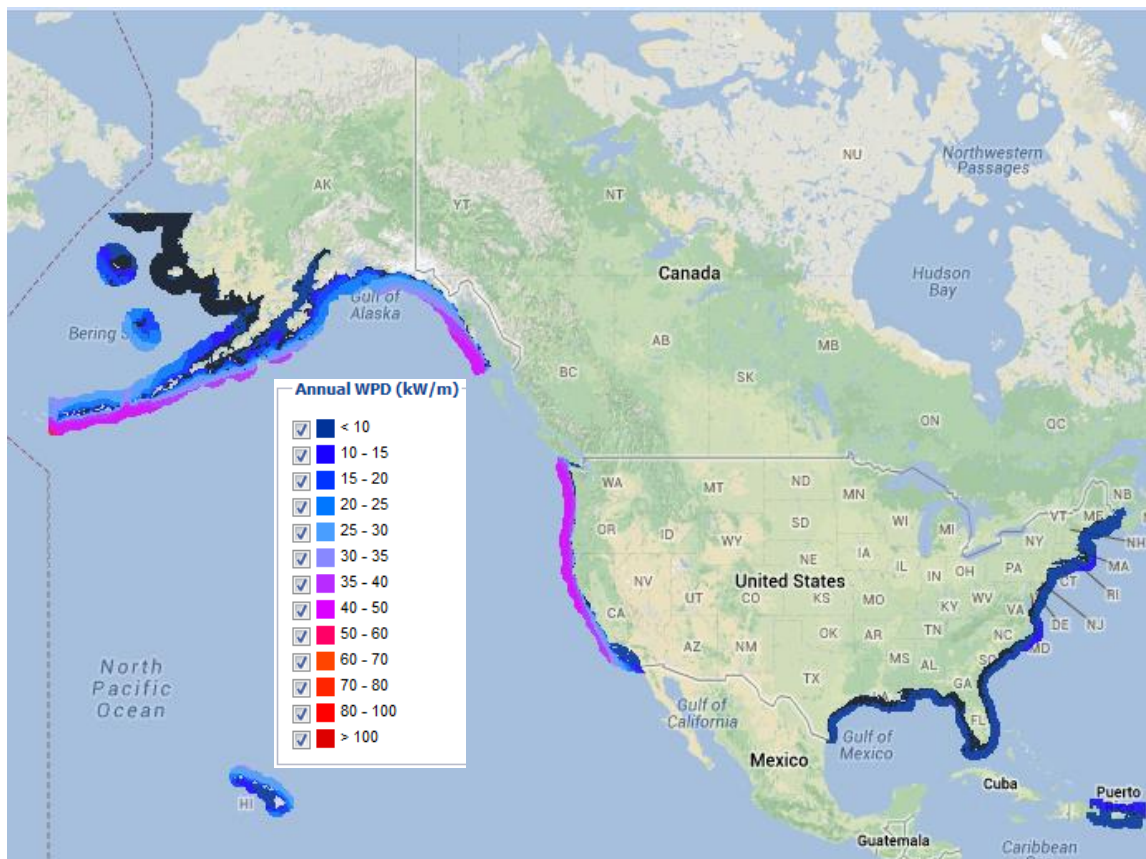 NU
Northwestern
Passages
AK
YT
NT
Canada
Hudson
Bay
Gulf of
Alaska
Bering
AB
MB
BC
SK
ON
QC
Annual WPD (kW/m)
< 10
10 - 15
15 - 20
20 - 25
25 - 30
30 - 35
35 - 40
40 - 50
50 - 60
60 - 70
70 - 80
80 - 100
> 100
WA
MT
ND
MN
NB
VT
ME
OR
ID
SD
WI
MI
NY
NH
WY
MA
NE
IA
PA
CT
RI
IL
IN
OH
NV
UT
CO
United States
KS
MO
WV
NJ
KY
VA
DE
CA
OK
AR
TN
NC
MD
AZ
NM
MS
AL
SC
TX
LA
GA
FL
North
Pacific
Ocean
Gulf of
California
Gulf of
Mexico
Mexico
Cuba
Puerto
HI
Guatemala
Caribbean